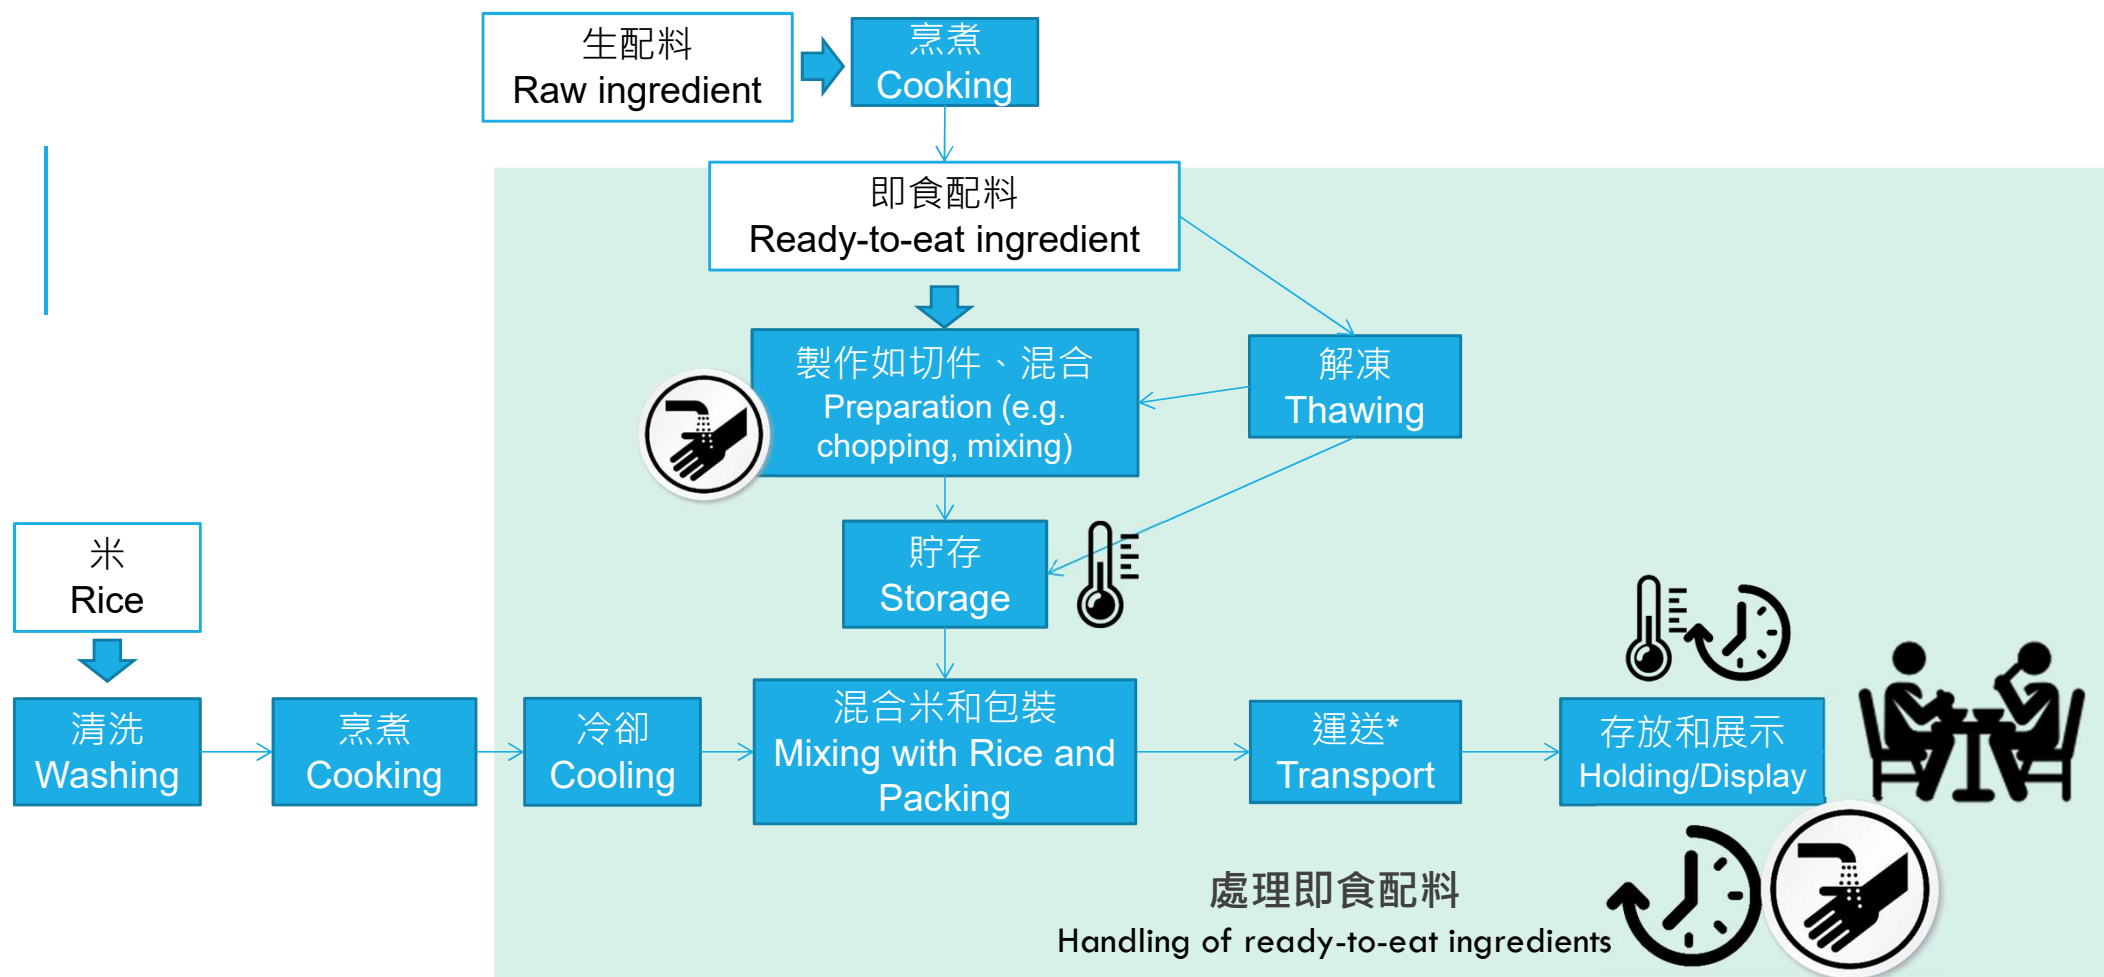 生配料
Raw ingredient
烹煮
Cooking
即食配料
Ready-to-eat ingredient
製作如切件、混合
Preparation (e.g.
chopping, mixing)
解凍
Thawing
貯存
Storage
米
Rice
清洗
Washing
烹煮
Cooking
冷卻
Cooling
混合米和包裝
Mixing with Rice and
Packing
運送*
Transport
存放和展示
Holding/Display
處理即食配料
Handling of ready-to-eat ingredients